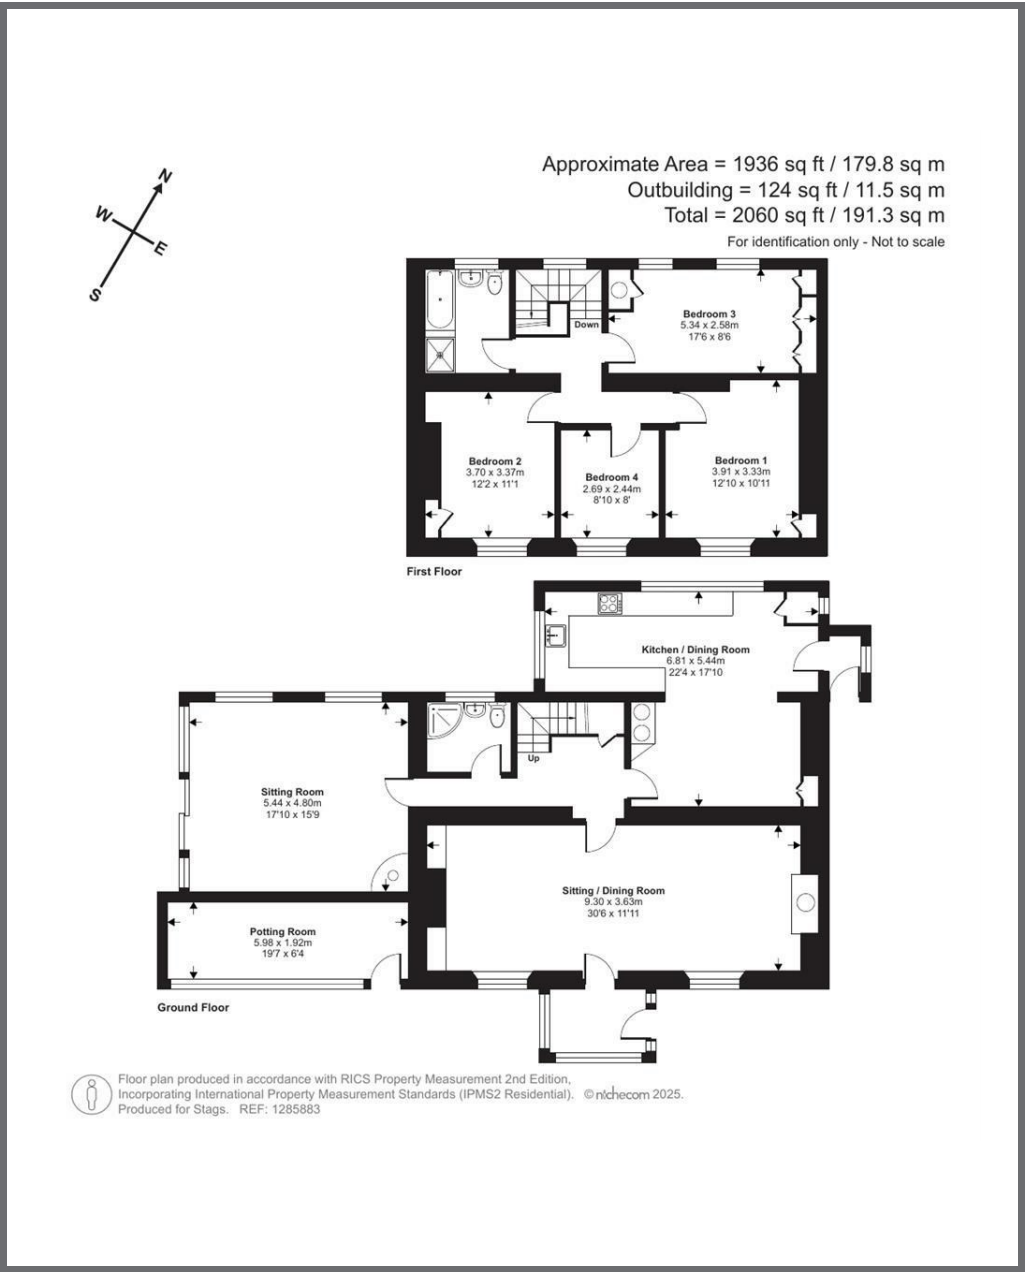 N
W
E
S
Approximate Area = 1936 sq ft / 179.8 sq m
Outbuilding = 124 sq ft / 11.5 sq m
Total = 2060 sq ft / 191.3 sq m
For identification only - Not to scale
Down
Bedroom 3
5.34 x 2.58m
17'6 x 8'6
Bedroom 2
3.70 x 3.37m
12'2 x 11'1
Bedroom 4
2.69 x 2.44m
8'10 x 8'
Bedroom 1
3.91 x 3.33m
12'10 x 10'11
First Floor
Kitchen / Dining Room
6.81 x 5.44m
22'4 x 17'10
Up
Sitting Room
5.44 x 4.80m
17'10 x 15'9
Sitting / Dining Room
9.30 x 3.63m
30'6 x 11'11
Potting Room
5.98 x 1.92m
19'7 x 6'4
Ground Floor
Floor plan produced in accordance with RICS Property Measurement 2nd Edition,
Incorporating International Property Measurement Standards (IPMS2 Residential). © nichecom 2025.
Produced for Stags. REF: 1285883